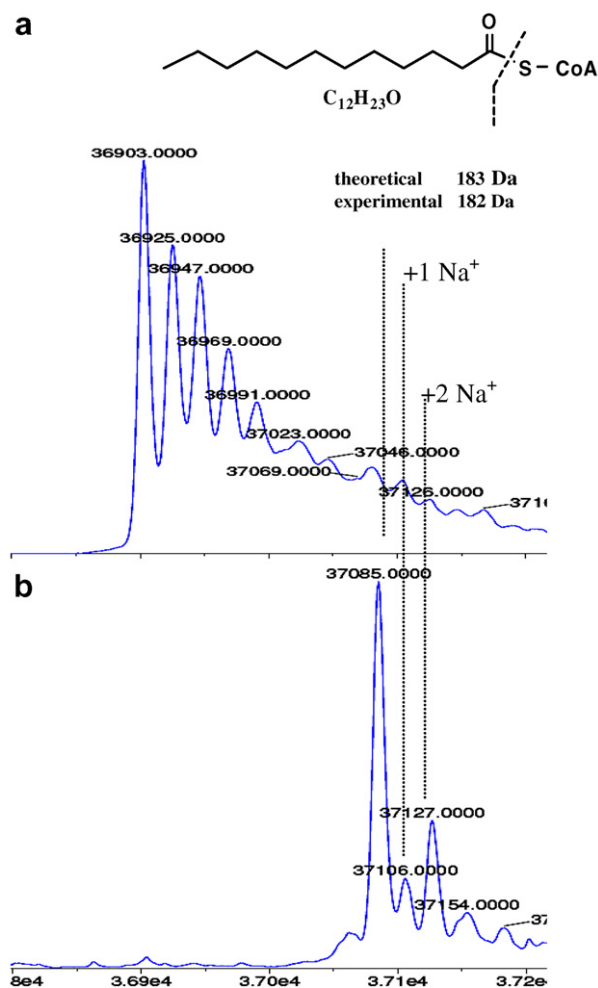 a
O
S – CoA
C12H23O
36903.0000
theoretical 183 Da
experimental 182 Da
36925.0000
36947.0000
+1 Na+
36969.0000
36991.0000
+2 Na+
37023.0000
37046.0000
37069.0000
37126.0000
b
37085.0000
37127.0000
37106.0000
37154.0000
8e4 3.69e4 3.70e4 3.71e4 3.72e